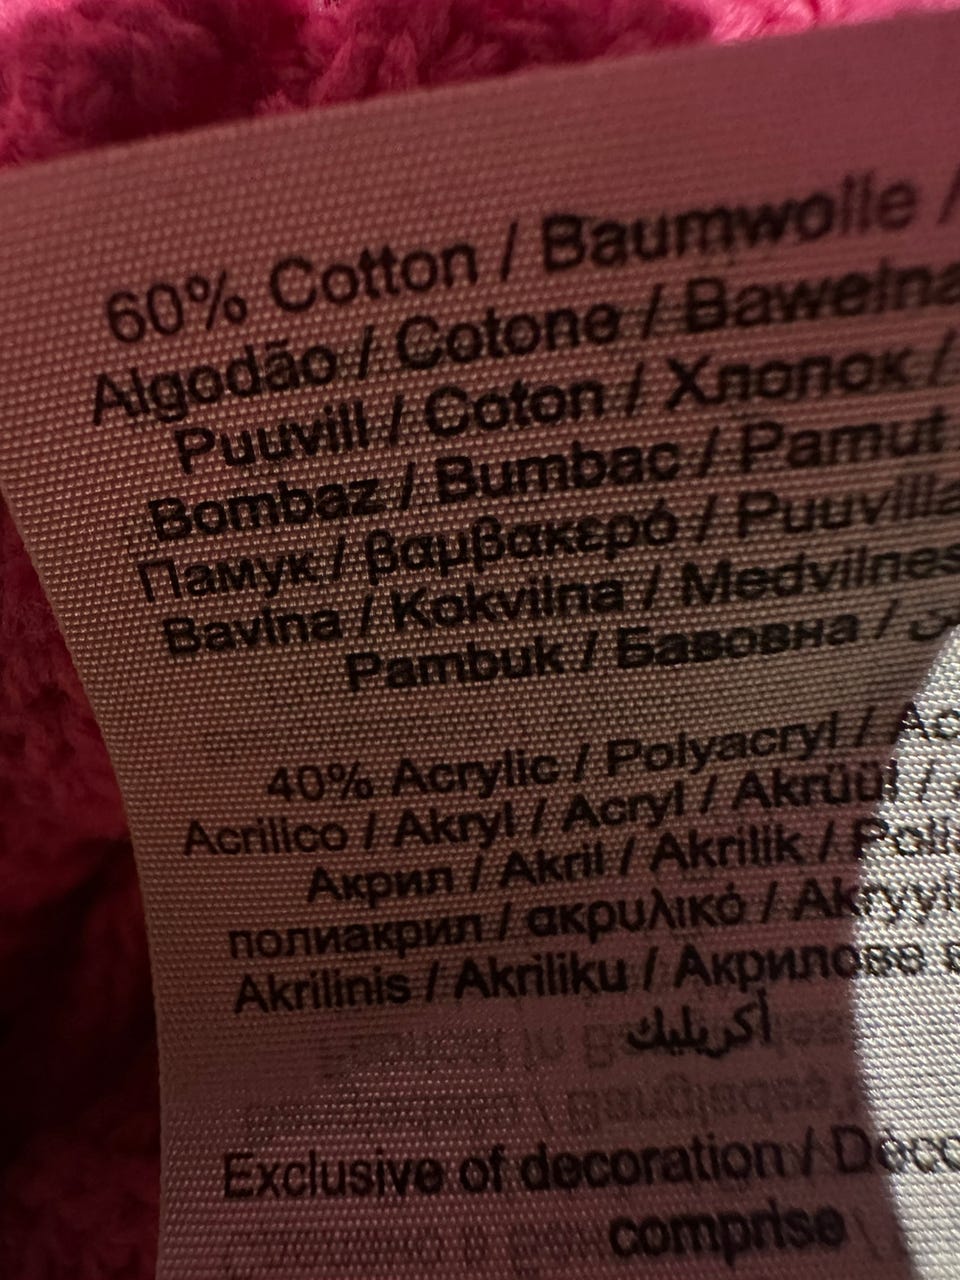 60% Cotton / Baumwolle /
Algodão / Cotone / Bawełna
Puuvill / Coton / Хлопок /
Bombaz / Bumbac / Pamut
Памук / βαμβακερό / Puuvilla
Bavlna / Kokvilna / Medvilnės
Pambuk / Бавовна /
40% Acrylic / Polyacryl /
Acrilico / Akryl / Acryl / Akrüül /
Акрил / Akril / Akrilik /
полиакрил / ακρυλικό / Akryyli
Akrilinis / Akriliku / Акрилове
أكريليك
Exclusive of decoration /
comprise